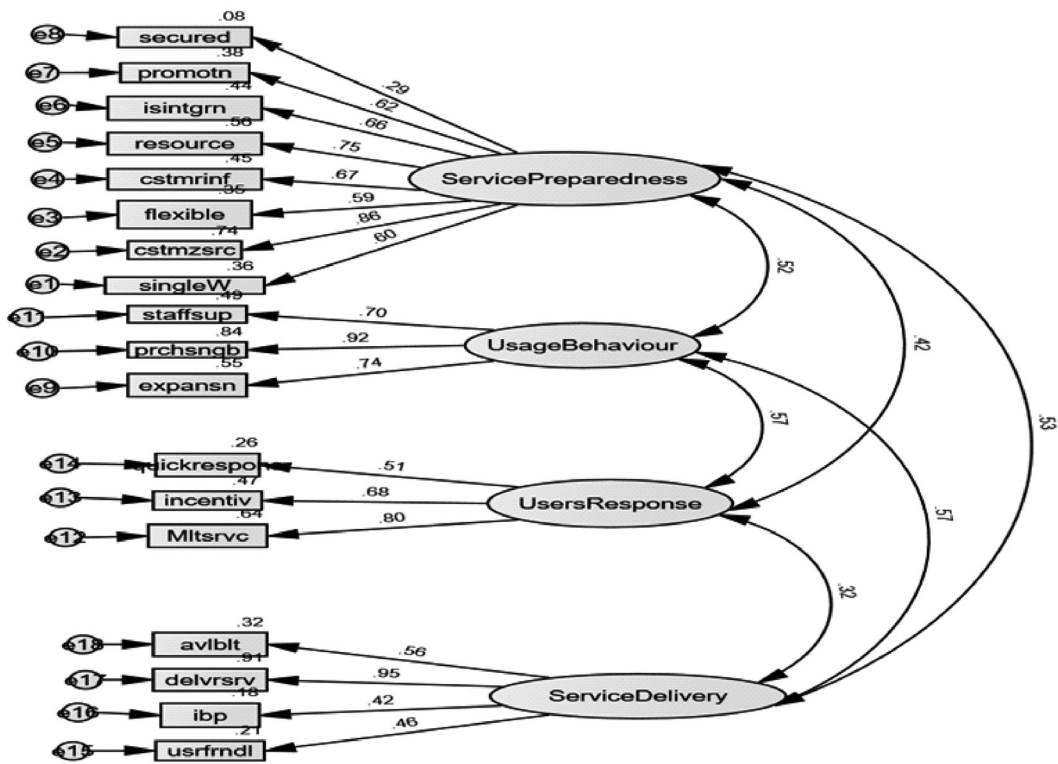 .08
e8 secured
.38
e7 promotn
.29
.44
e6 isintgrn
.62
.56
.66
e5 resource
.75
.45
e4 cstmrinf
.67
ServicePreparedness
.35
e3 flexible
.59
.74
.86
e2 cstmzsrc
.60
.36
e1 singleW
.52
.49
e11 staffsup
.70
.84
e10 prchsngb
.92
UsageBehaviour
.42
.55
e9 expansn
.74
.57
.53
.26
e14 quickrespon
.51
.47
e13 incentiv
.68
UsersResponse
.64
e12 Mltsrvc
.80
.57
.32
.32
e18 avlblt
.56
.91
e17 delvrsrv
.95
ServiceDelivery
.18
e16 ibp
.42
.21
e15 usrfrndl
.46